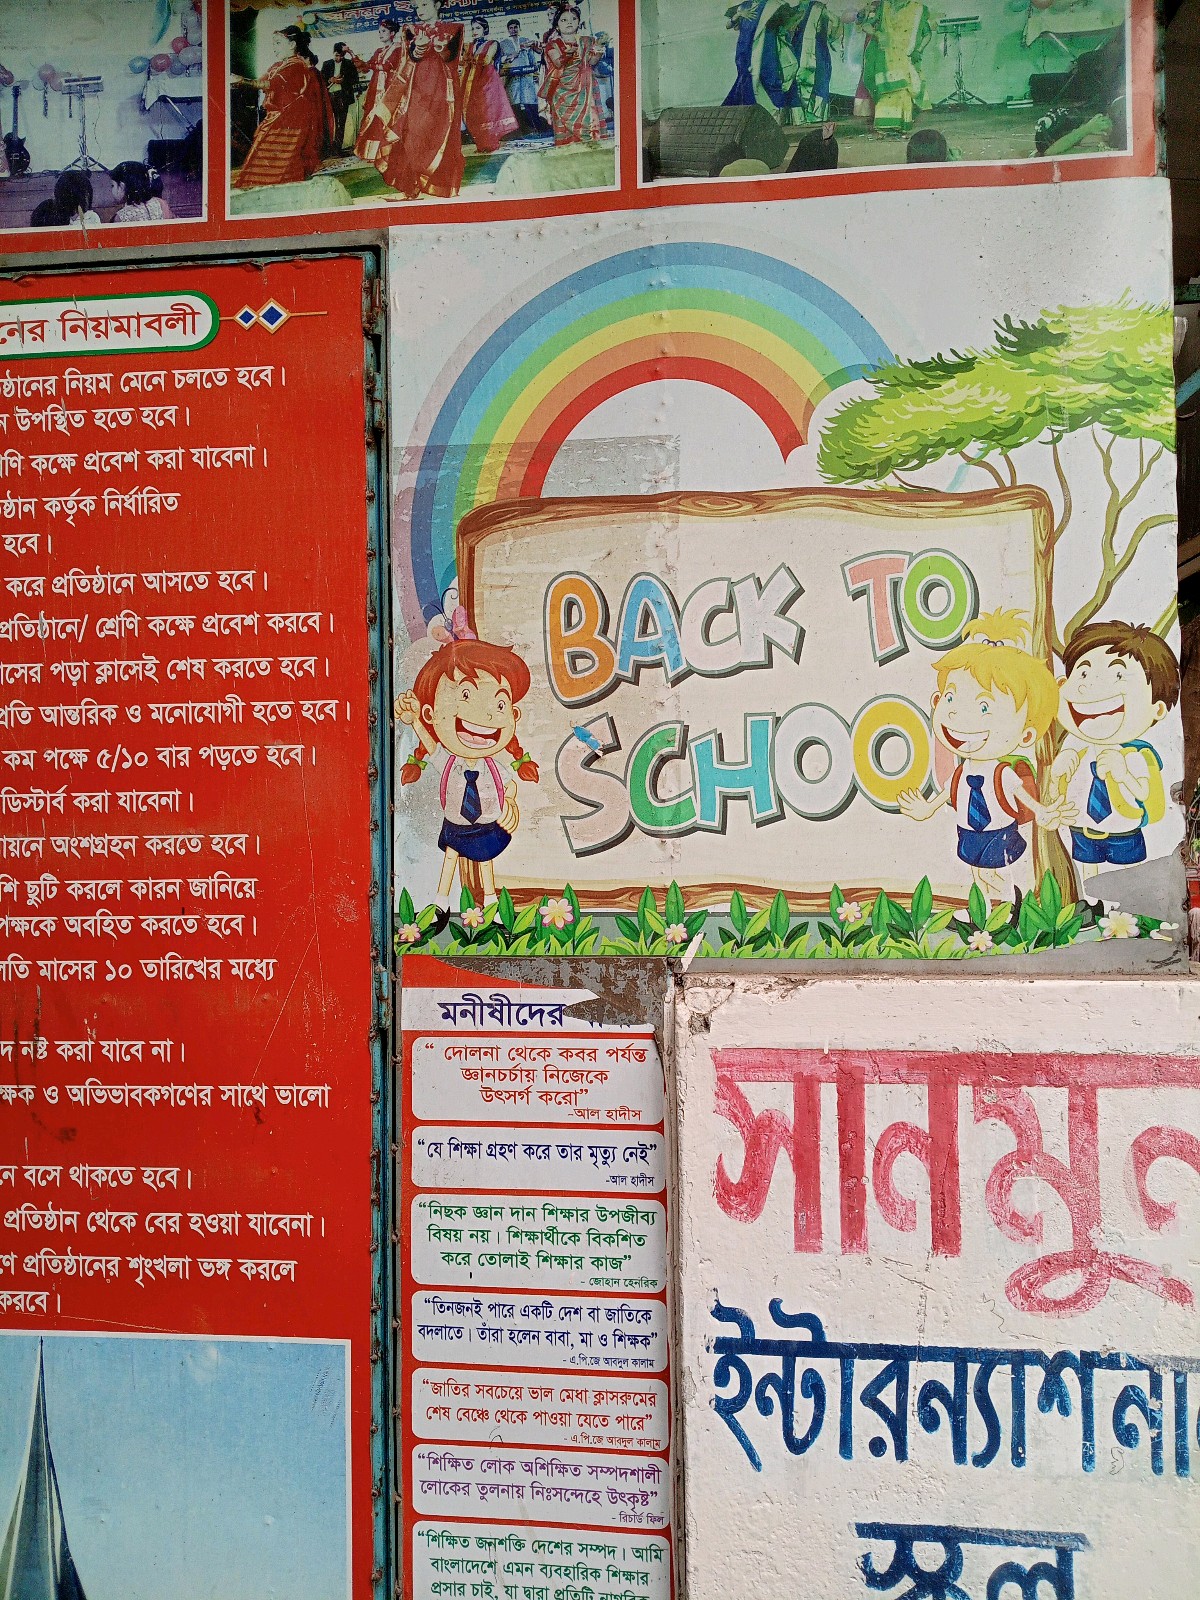 P.S.C
নের নিয়মাবলী
ষ্ঠানের নিয়ম মেনে চলতে হবে।
ন উপস্থিত হতে হবে।
ণি কক্ষে প্রবেশ করা যাবেনা।
ষ্ঠান কর্তৃক নির্ধারিত
হবে।
করে প্রতিষ্ঠানে আসতে হবে।
প্রতিষ্ঠানে/ শ্রেণি কক্ষে প্রবেশ করবে।
াসের পড়া ক্লাসেই শেষ করতে হবে।
প্রতি আন্তরিক ও মনোযোগী হতে হবে।
কম পক্ষে ৫/১০ বার পড়তে হবে।
ডিস্টার্ব করা যাবেনা।
ায়নে অংশগ্রহন করতে হবে।
শি ছুটি করলে কারন জানিয়ে
পক্ষকে অবহিত করতে হবে।
লতি মাসের ১০ তারিখের মধ্যে
দ নষ্ট করা যাবে না।
ক্ষক ও অভিভাবকগণের সাথে ভালো
নে বসে থাকতে হবে।
প্রতিষ্ঠান থেকে বের হওয়া যাবেনা।
ণে প্রতিষ্ঠানের শৃংখলা ভঙ্গ করলে
করবে।
BACK TO
SCHOOL
মনীষীদের
“ দোলনা থেকে কবর পর্যন্ত
জ্ঞানচর্চায় নিজেকে
উৎসর্গ করো”
-আল হাদীস
“যে শিক্ষা গ্রহণ করে তার মৃত্যু নেই”
-আল হাদীস
“নিছক জ্ঞান দান শিক্ষার উপজীব্য
বিষয় নয়। শিক্ষার্থীকে বিকশিত
করে তোলাই শিক্ষার কাজ”
- জোহান হেনরিক
“তিনজনই পারে একটি দেশ বা জাতিকে
বদলাতে। তাঁরা হলেন বাবা, মা ও শিক্ষক”
- এ.পি.জে আবদুল কালাম
“জাতির সবচেয়ে ভাল মেধা ক্লাসরুমের
শেষ বেঞ্চে থেকে পাওয়া যেতে পারে”
- এ.পি.জে আবদুল কালাম
“শিক্ষিত লোক অশিক্ষিত সম্পদশালী
লোকের তুলনায় নিঃসন্দেহে উৎকৃষ্ট”
- রিচার্ড ফিল
“শিক্ষিত জনশক্তি দেশের সম্পদ। আমি
বাংলাদেশে এমন ব্যবহারিক শিক্ষার
প্রসার চাই, যা দ্বারা প্রতিটি নাগরিক
সানমুন
ইন্টারন্যাশনা
স্কুল